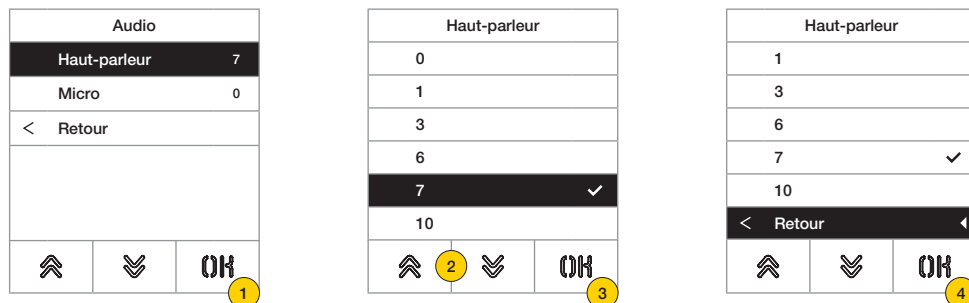 Audio
Haut-parleur 7
Micro 0
< Retour
OK
1
Haut-parleur
0
1
3
6
7 ✓
10
2
OK
3
Haut-parleur
1
3
6
7 ✓
10
< Retour
OK
4